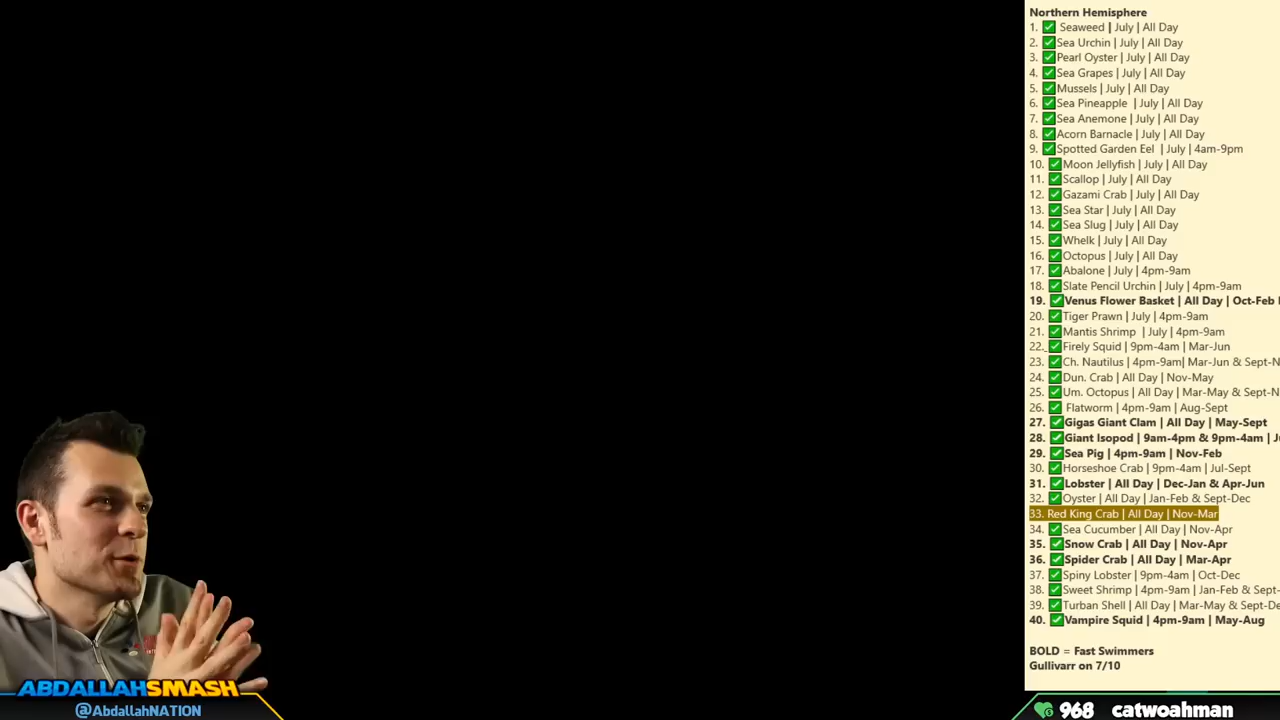 Northern Hemisphere
1. ✅ Seaweed | July | All Day
2. ✅Sea Urchin | July | All Day
3. ✅Pearl Oyster | July | All Day
4. ✅Sea Grapes | July | All Day
5. ✅Mussels | July | All Day
6. ✅Sea Pineapple | July | All Day
7. ✅Sea Anemone | July | All Day
8. ✅Acorn Barnacle | July | All Day
9. ✅Spotted Garden Eel | July | 4am-9pm
10. ✅Moon Jellyfish | July | All Day
11. ✅Scallop | July | All Day
12. ✅Gazami Crab | July | All Day
13. ✅Sea Star | July | All Day
14. ✅Sea Slug | July | All Day
15. ✅Whelk | July | All Day
16. ✅Octopus | July | All Day
17. ✅Abalone | July | 4pm-9am
18. ✅Slate Pencil Urchin | July | 4pm-9am
19. ✅Venus Flower Basket | All Day | Oct-Feb
20. ✅Tiger Prawn | July | 4pm-9am
21. ✅Mantis Shrimp | July | 4pm-9am
22. ✅Firely Squid | 9pm-4am | Mar-Jun
23. ✅Ch. Nautilus | 4pm-9am| Mar-Jun & Sept-N
24. ✅Dun. Crab | All Day | Nov-May
25. ✅Um. Octopus | All Day | Mar-May & Sept-N
26. ✅ Flatworm | 4pm-9am | Aug-Sept
27. ✅Gigas Giant Clam | All Day | May-Sept
28. ✅Giant Isopod | 9am-4pm & 9pm-4am | J
29. ✅Sea Pig | 4pm-9am | Nov-Feb
30. ✅Horseshoe Crab | 9pm-4am | Jul-Sept
31. ✅Lobster | All Day | Dec-Jan & Apr-Jun
32. ✅Oyster | All Day | Jan-Feb & Sept-Dec
33. Red King Crab | All Day | Nov-Mar
34. ✅Sea Cucumber | All Day | Nov-Apr
35. ✅Snow Crab | All Day | Nov-Apr
36. ✅Spider Crab | All Day | Mar-Apr
37. ✅Spiny Lobster | 9pm-4am | Oct-Dec
38. ✅Sweet Shrimp | 4pm-9am | Jan-Feb & Sept-
39. ✅Turban Shell | All Day | Mar-May & Sept-De
40. ✅Vampire Squid | 4pm-9am | May-Aug
BOLD = Fast Swimmers
Gullivarr on 7/10
ABDALLAHSMASH
@AbdallahNATION
968 catwoahman